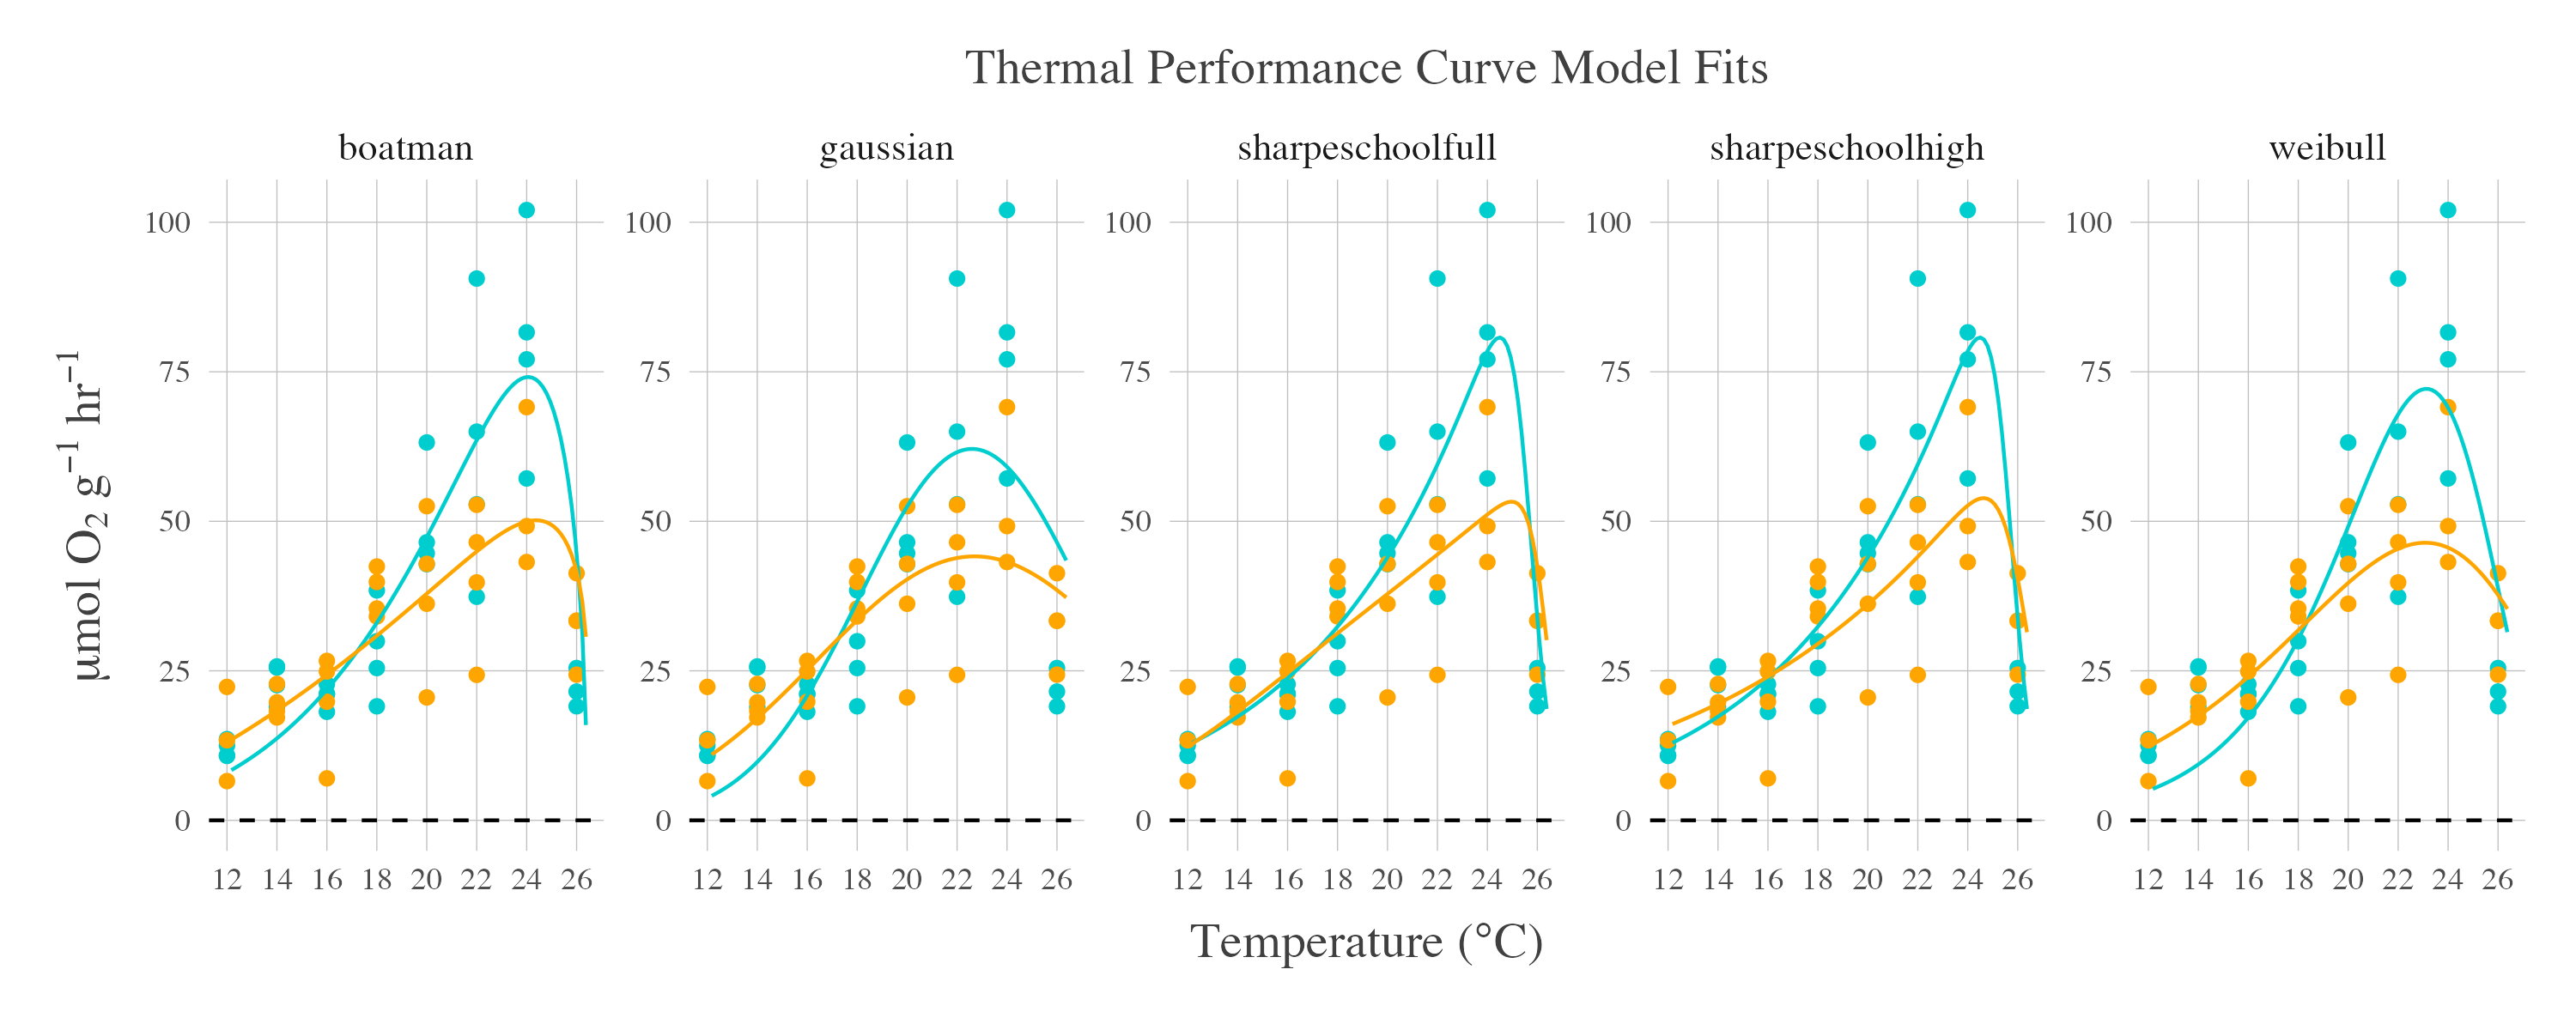 Thermal Performance Curve Model Fits
boatman gaussian sharpeschoolfull sharpeschoolhigh weibull
100 100 100 100 100
75 75 75 75 75
50 50 50 50 50
25 25 25 25 25
0 0 0 0 0
µmol O₂ g⁻¹ hr⁻¹
12 14 16 18 20 22 24 26 12 14 16 18 20 22 24 26 12 14 16 18 20 22 24 26 12 14 16 18 20 22 24 26 12 14 16 18 20 22 24 26
Temperature (°C)